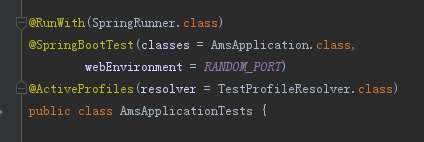 @RunWith(SpringRunner.class)
@SpringBootTest(classes = AmsApplication.class,
webEnvironment = RANDOM_PORT)
@ActiveProfiles(resolver = TestProfileResolver.class)
public class AmsApplicationTests {